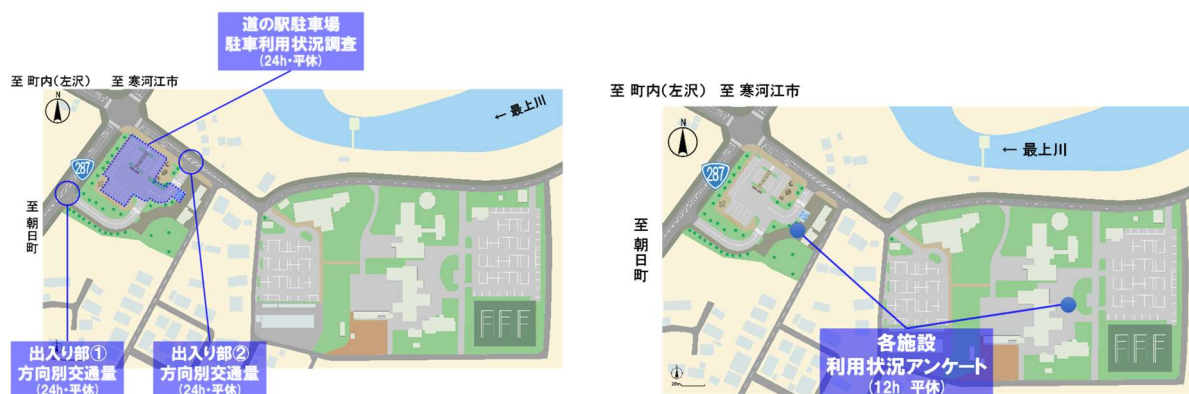 道の駅駐車場
駐車利用状況調査
(24h・平休)
至 町内(左沢) 至 寒河江市
N
← 最上川
287
至 朝日町
出入り部①
方向別交通量
(24h・平休)
出入り部②
方向別交通量
(24h・平休)
至 町内(左沢) 至 寒河江市
N
← 最上川
287
至 朝日町
各施設
利用状況アンケート
(12h 平休)